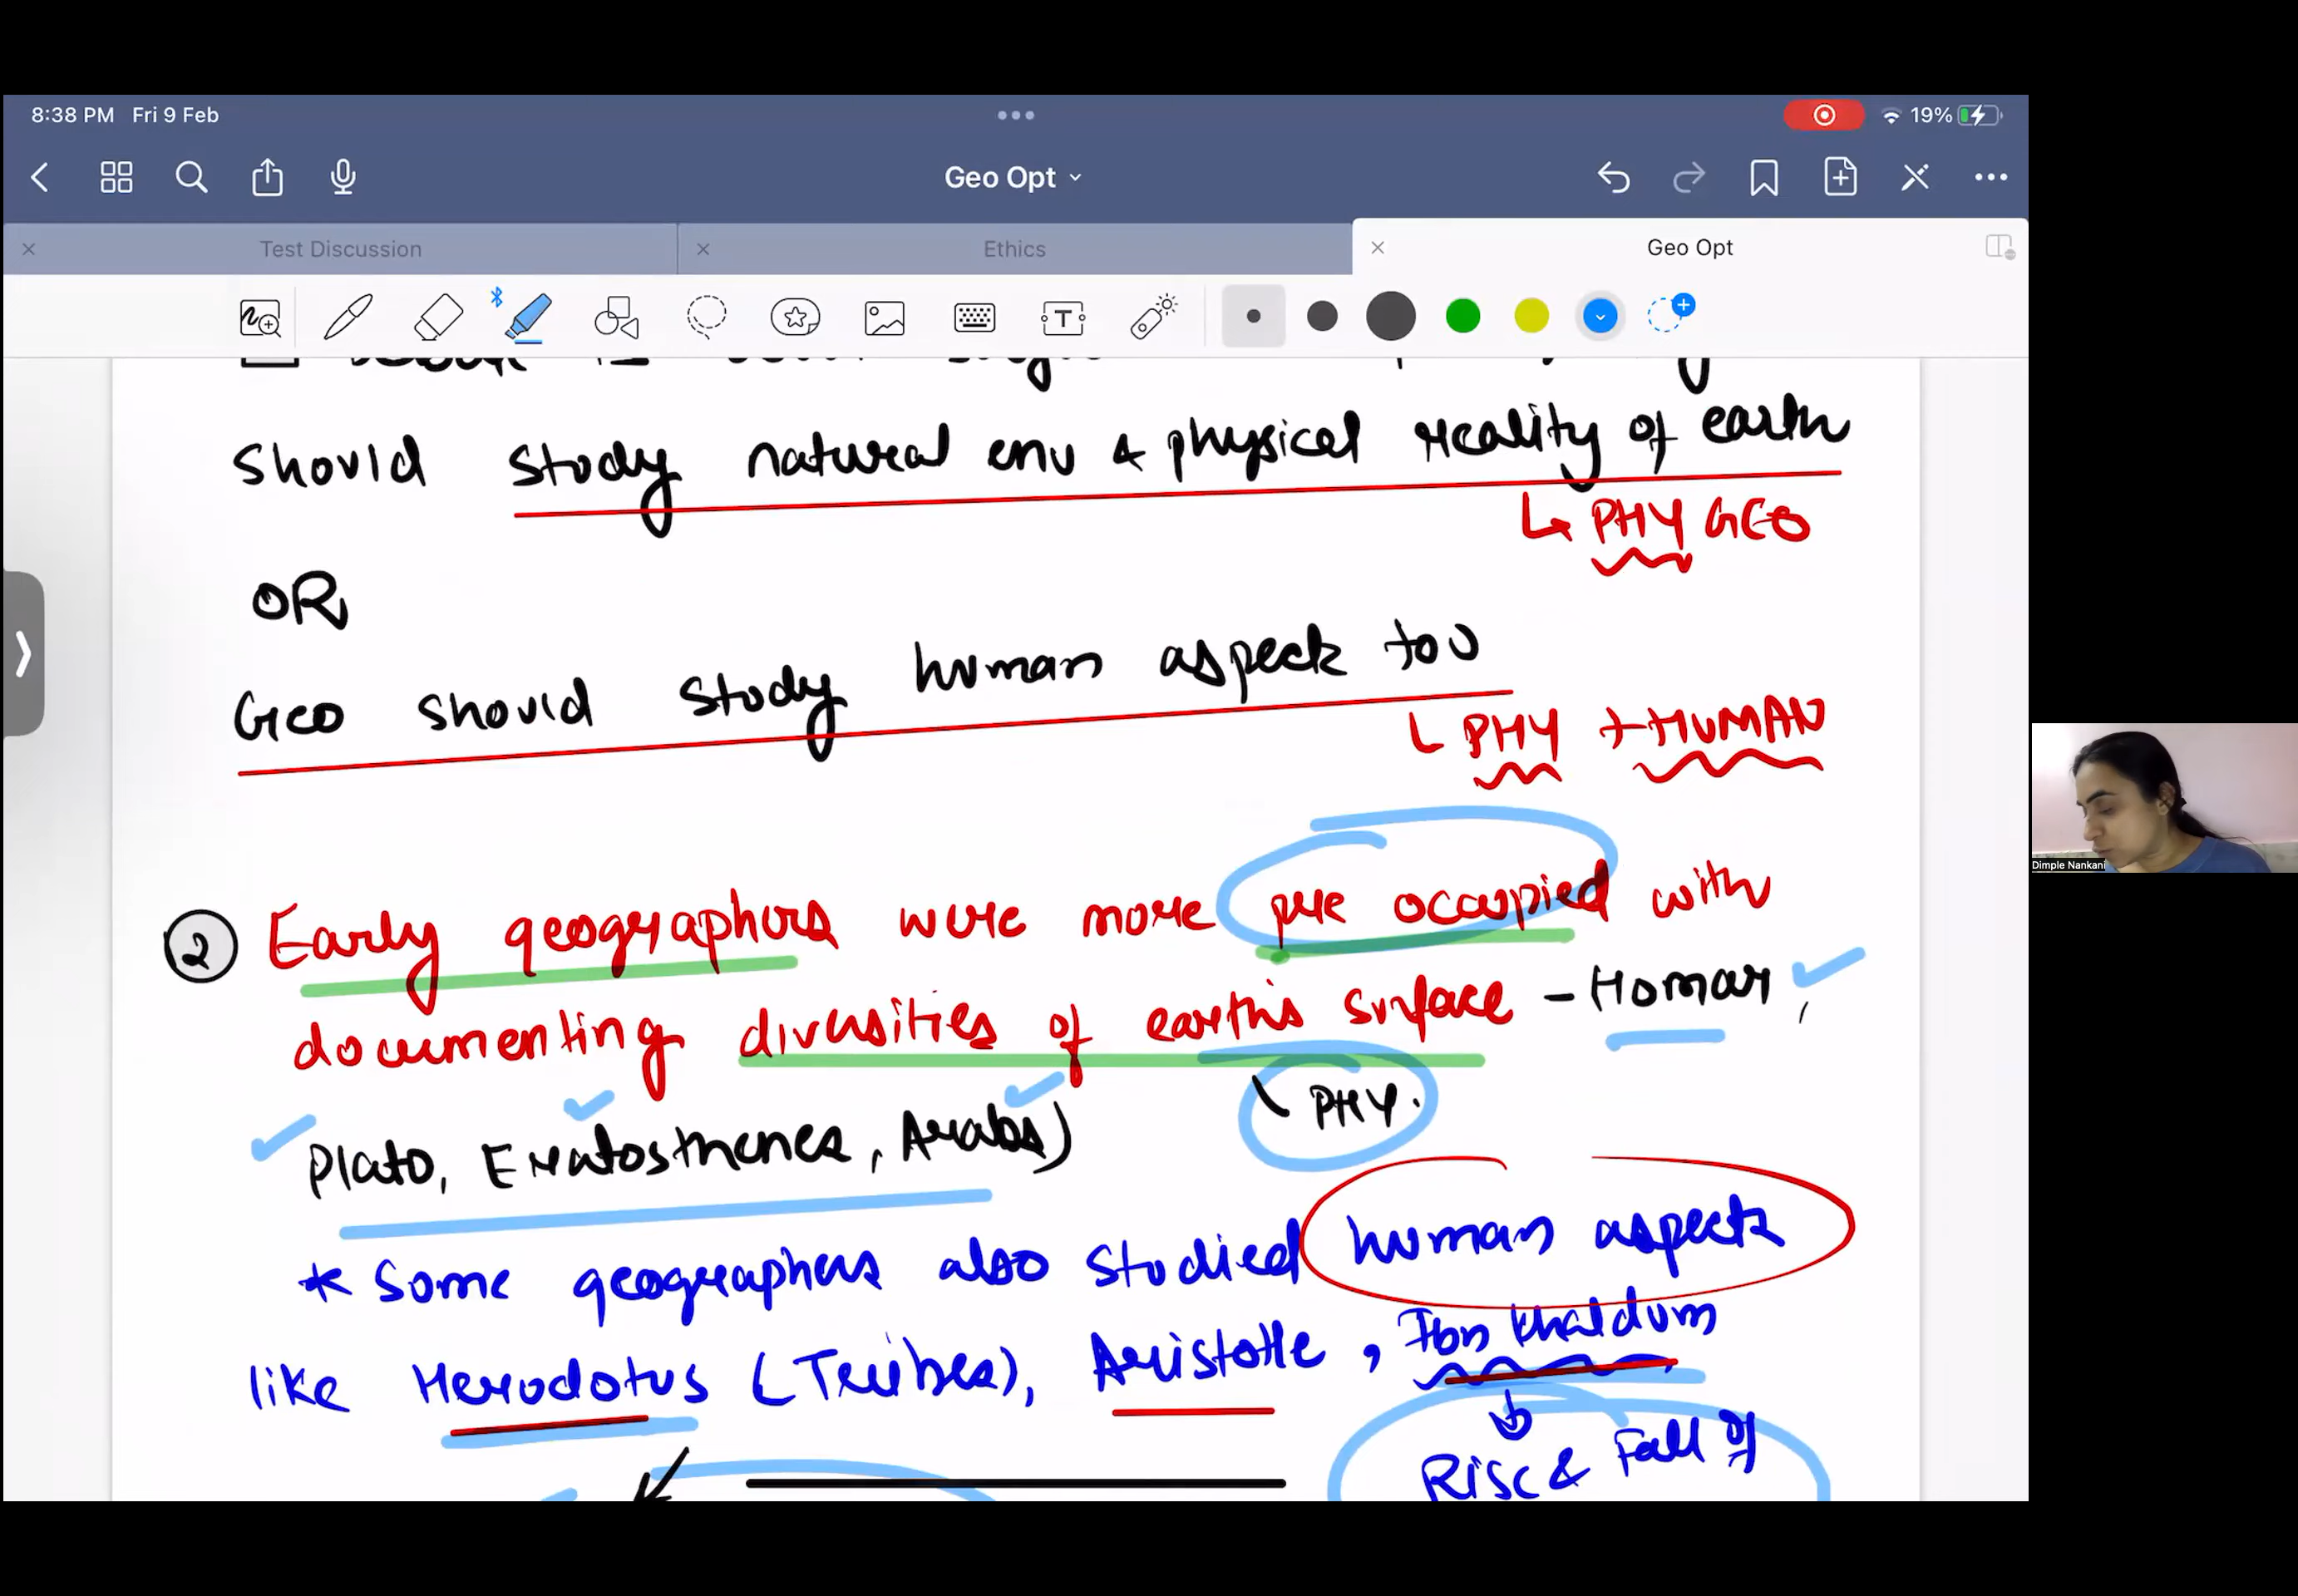 8:38 PM Fri 9 Feb
19%
Geo Opt
Test Discussion
Ethics
Geo Opt
should study natural env & physical reality of earth
↳ PHY GEO
OR
Geo should study human aspects too
↳ PHY + HUMAN
② Early geographers were more pre occupied with
documenting diversities of earth's surface - Homar,
Plato, Eratosthenes, Arabs)
PHY.
* Some geographers also studied human aspects
like Herodotus (Tribes), Aristotle, Ibn Khaldum
Rise & Fall of
Dimple Nankani